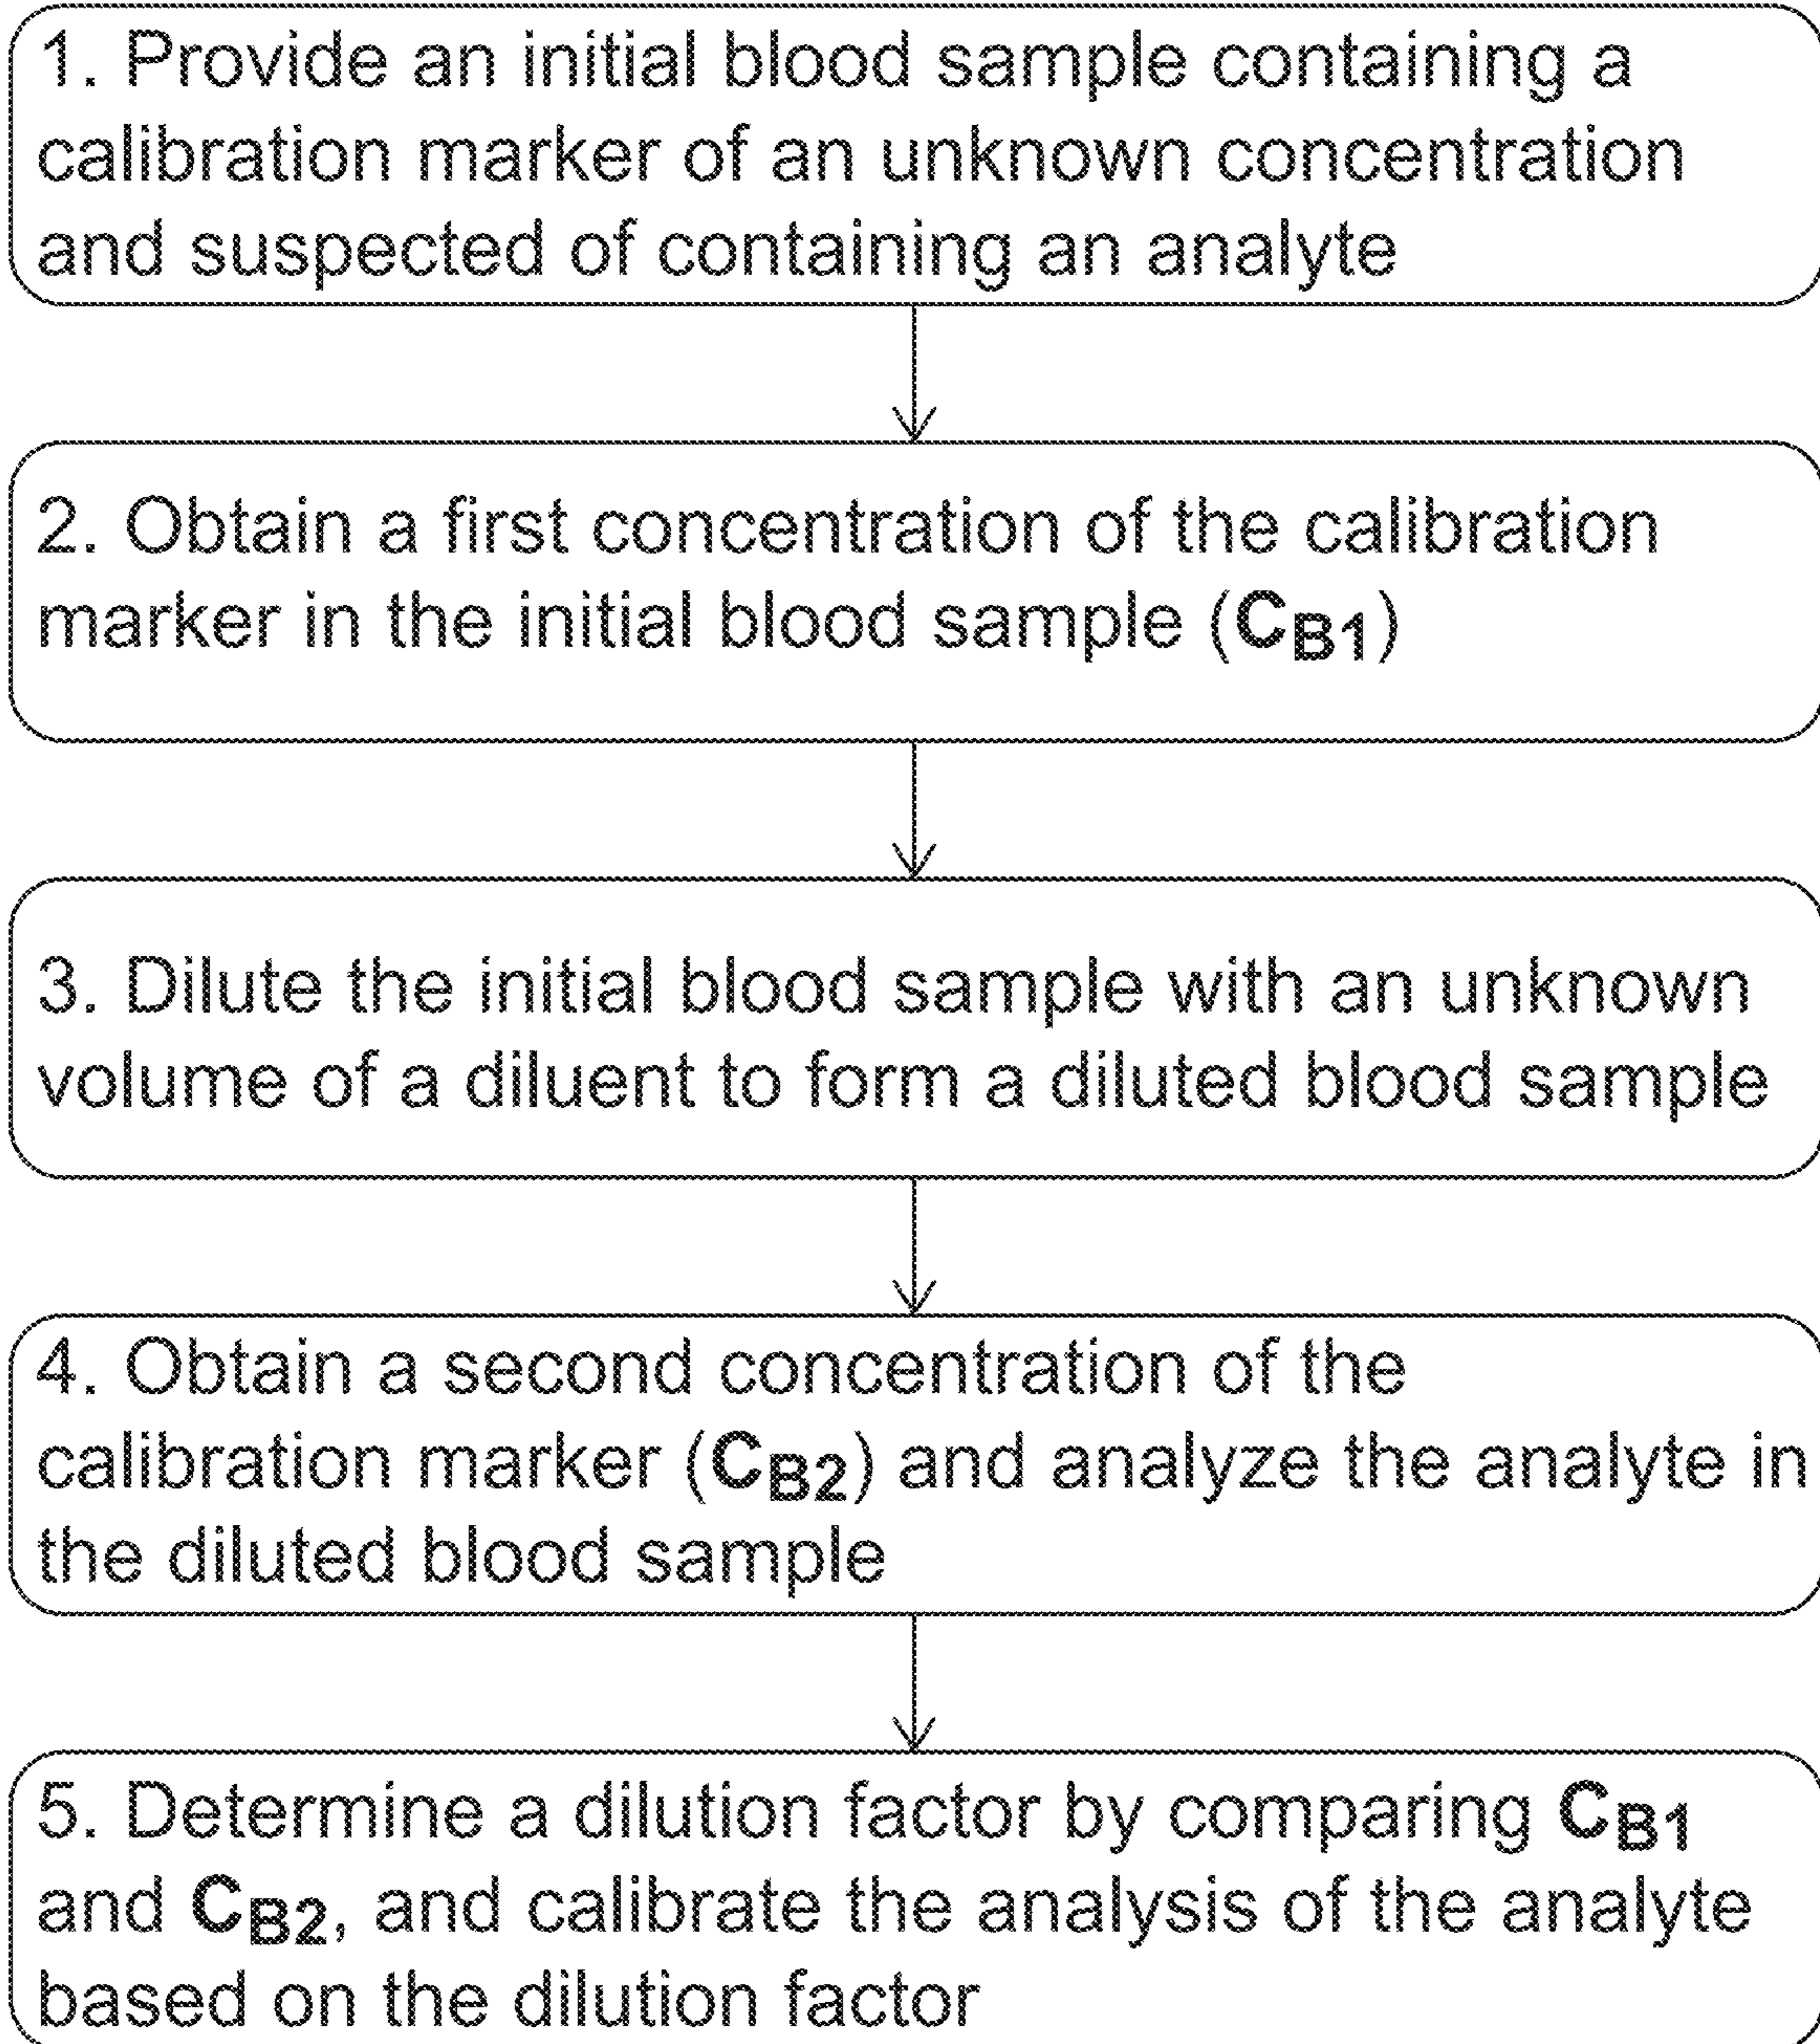 1. Provide an initial blood sample containing a
calibration marker of an unknown concentration
and suspected of containing an analyte
2. Obtain a first concentration of the calibration
marker in the initial blood sample (CB1)
3. Dilute the initial blood sample with an unknown
volume of a diluent to form a diluted blood sample
4. Obtain a second concentration of the
calibration marker (CB2) and analyze the analyte in
the diluted blood sample
5. Determine a dilution factor by comparing CB1
and CB2, and calibrate the analysis of the analyte
based on the dilution factor